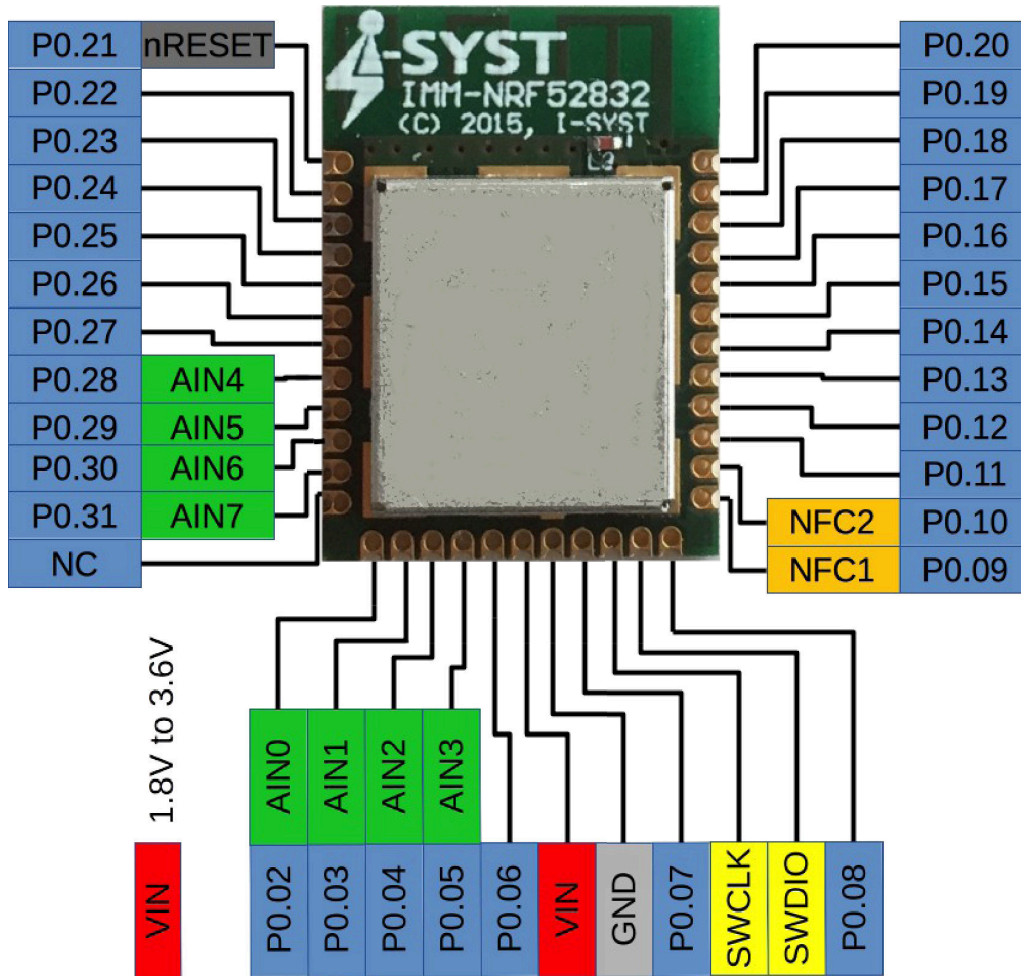 P0.21 nRESET
P0.22
P0.23
P0.24
P0.25
P0.26
P0.27
P0.28 AIN4
P0.29 AIN5
P0.30 AIN6
P0.31 AIN7
NC
i-SYST
IMM-NRF52832
(C) 2015, I-SYST
P0.20
P0.19
P0.18
P0.17
P0.16
P0.15
P0.14
P0.13
P0.12
P0.11
NFC2 P0.10
NFC1 P0.09
VIN 1.8V to 3.6V
P0.02 AIN0
P0.03 AIN1
P0.04 AIN2
P0.05 AIN3
P0.06
VIN
GND
P0.07
SWCLK
SWDIO
P0.08